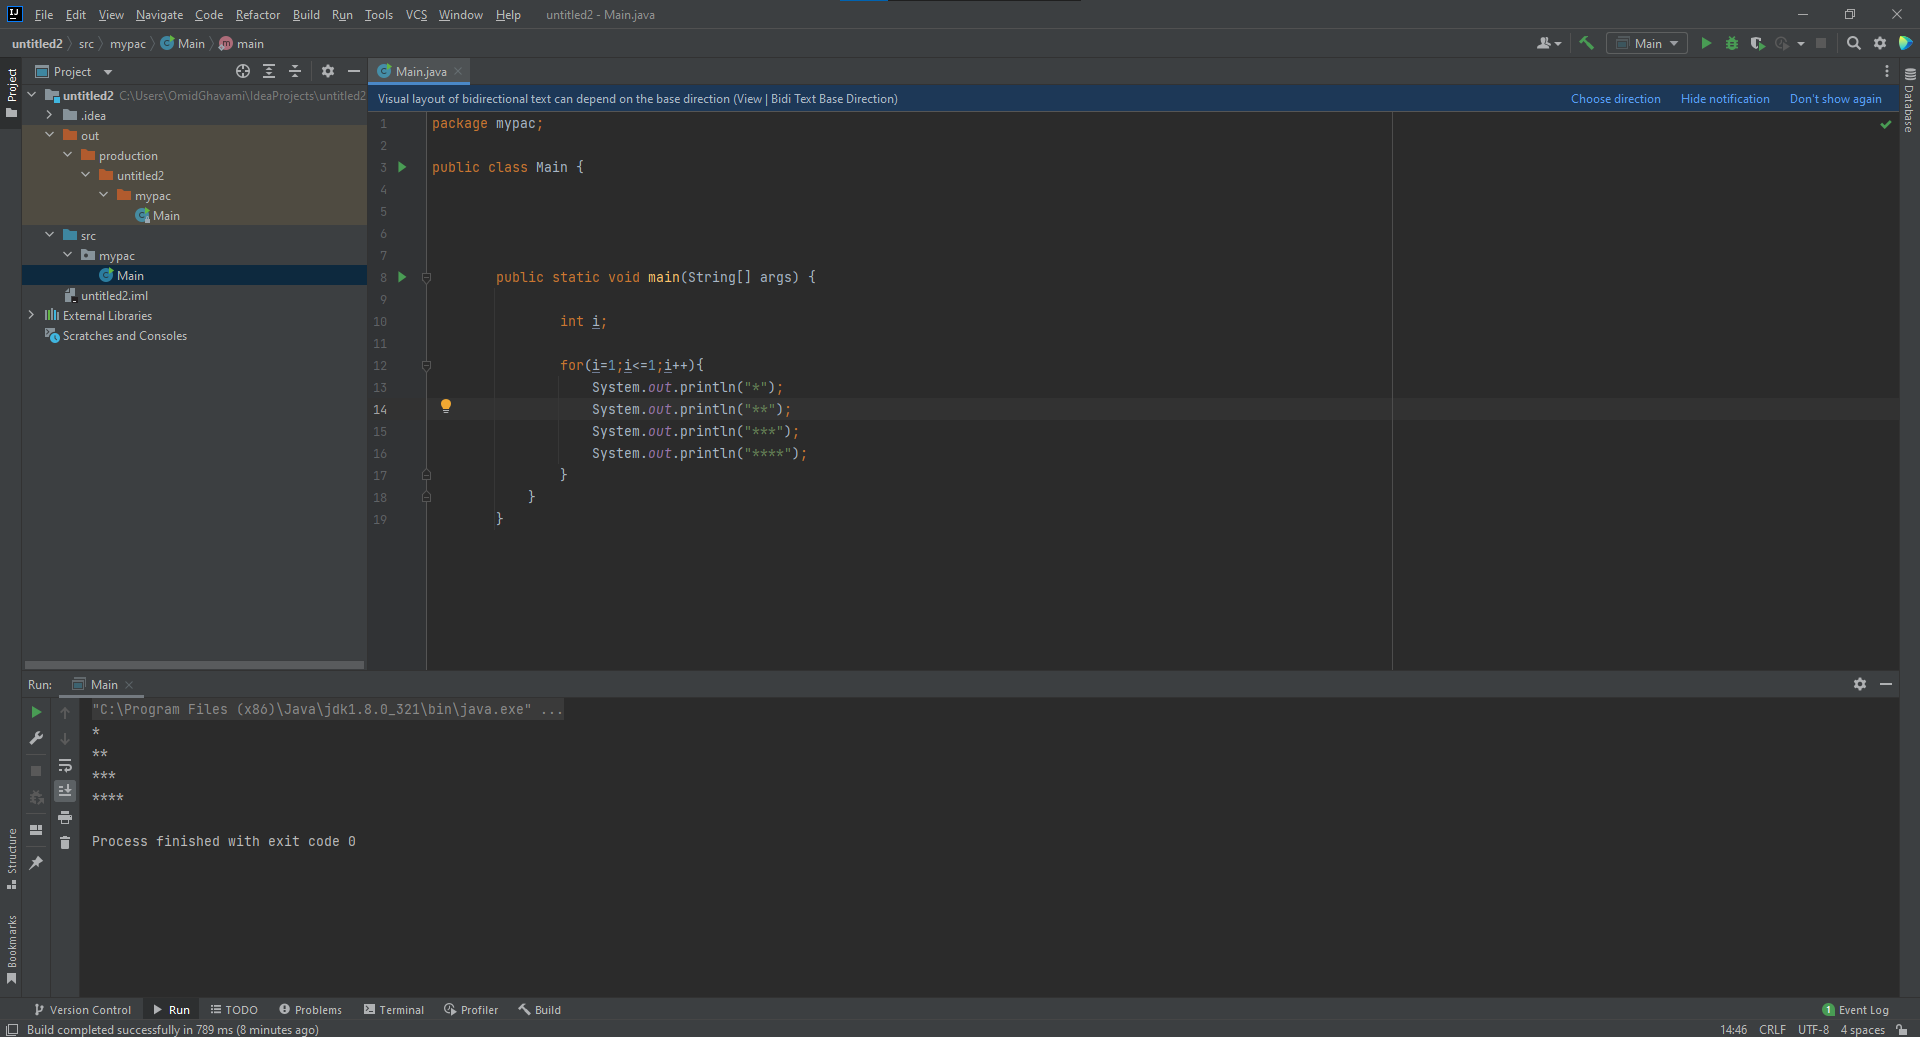 File Edit View Navigate Code Refactor Build Run Tools VCS Window Help untitled2 - Main.java
untitled2 src mypac Main main
Main
Project
Main.java
Visual layout of bidirectional text can depend on the base direction (View | Bidi Text Base Direction)
Choose direction Hide notification Don't show again
Project
untitled2 C:\Users\OmidGhavami\IdeaProjects\untitled2
.idea
out
production
untitled2
mypac
Main
src
mypac
Main
untitled2.iml
External Libraries
Scratches and Consoles
Database
1 package mypac;
2
3 public class Main {
4
5
6
7
8 public static void main(String[] args) {
9
10 int i;
11
12 for(i=1;i<=1;i++){
13 System.out.println("*");
14 System.out.println("**");
15 System.out.println("***");
16 System.out.println("****");
17 }
18 }
19 }
Run: Main
"C:\Program Files (x86)\Java\jdk1.8.0_321\bin\java.exe" ...
*
**
***
****
Process finished with exit code 0
Structure
Bookmarks
Version Control Run TODO Problems Terminal Profiler Build
1 Event Log
Build completed successfully in 789 ms (8 minutes ago)
14:46 CRLF UTF-8 4 spaces